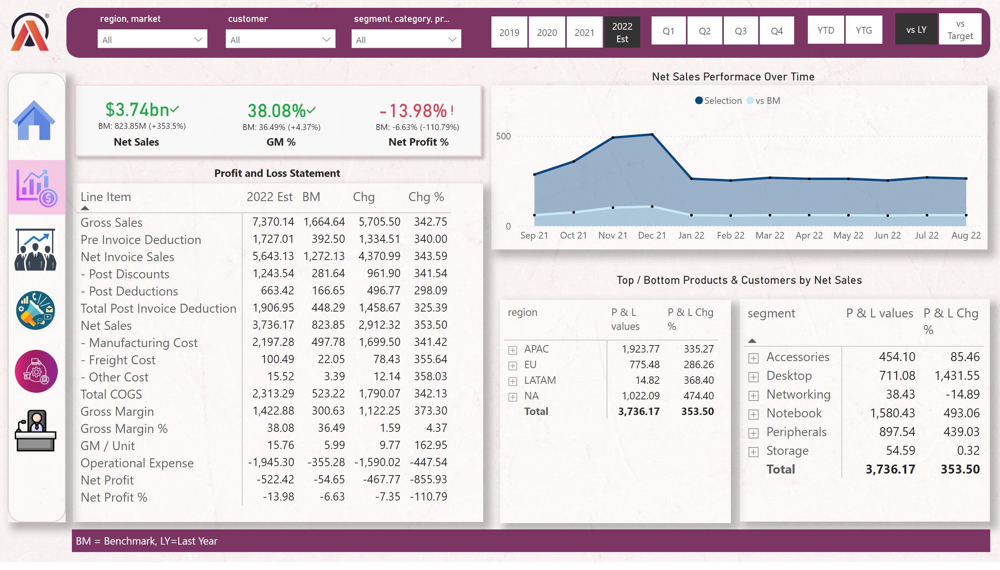 ®
region, market
customer
segment, category, pr...
All
All
All
2019
2020
2021
2022
Est
Q1
Q2
Q3
Q4
YTD
YTG
vs LY
vs
Target
$3.74bn
BM: 823.85M (+353.5%)
Net Sales
38.08%
BM: 36.49% (+4.37%)
GM %
-13.98% !
BM: -6.63% (-110.79%)
Net Profit %
Net Sales Performace Over Time
Selection vs BM
500
0
Sep 21 Oct 21 Nov 21 Dec 21 Jan 22 Feb 22 Mar 22 Apr 22 May 22 Jun 22 Jul 22 Aug 22
Profit and Loss Statement
Line Item 2022 Est BM Chg Chg %
Gross Sales 7,370.14 1,664.64 5,705.50 342.75
Pre Invoice Deduction 1,727.01 392.50 1,334.51 340.00
Net Invoice Sales 5,643.13 1,272.13 4,370.99 343.59
- Post Discounts 1,243.54 281.64 961.90 341.54
- Post Deductions 663.42 166.65 496.77 298.09
Total Post Invoice Deduction 1,906.95 448.29 1,458.67 325.39
Net Sales 3,736.17 823.85 2,912.32 353.50
- Manufacturing Cost 2,197.28 497.78 1,699.50 341.42
- Freight Cost 100.49 22.05 78.43 355.64
- Other Cost 15.52 3.39 12.14 358.03
Total COGS 2,313.29 523.22 1,790.07 342.13
Gross Margin 1,422.88 300.63 1,122.25 373.30
Gross Margin % 38.08 36.49 1.59 4.37
GM / Unit 15.76 5.99 9.77 162.95
Operational Expense -1,945.30 -355.28 -1,590.02 -447.54
Net Profit -522.42 -54.65 -467.77 -855.93
Net Profit % -13.98 -6.63 -7.35 -110.79
Top / Bottom Products & Customers by Net Sales
region P & L values P & L Chg %
APAC 1,923.77 335.27
EU 775.48 286.26
LATAM 14.82 368.40
NA 1,022.09 474.40
Total 3,736.17 353.50
segment P & L values P & L Chg %
Accessories 454.10 85.46
Desktop 711.08 1,431.55
Networking 38.43 -14.89
Notebook 1,580.43 493.06
Peripherals 897.54 439.03
Storage 54.59 0.32
Total 3,736.17 353.50
BM = Benchmark, LY=Last Year